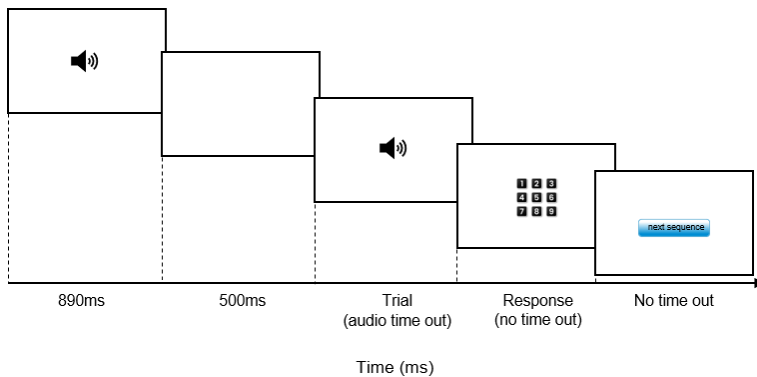 1 2 3
4 5 6
7 8 9
next sequence
890ms
500ms
Trial
(audio time out)
Response
(no time out)
No time out
Time (ms)